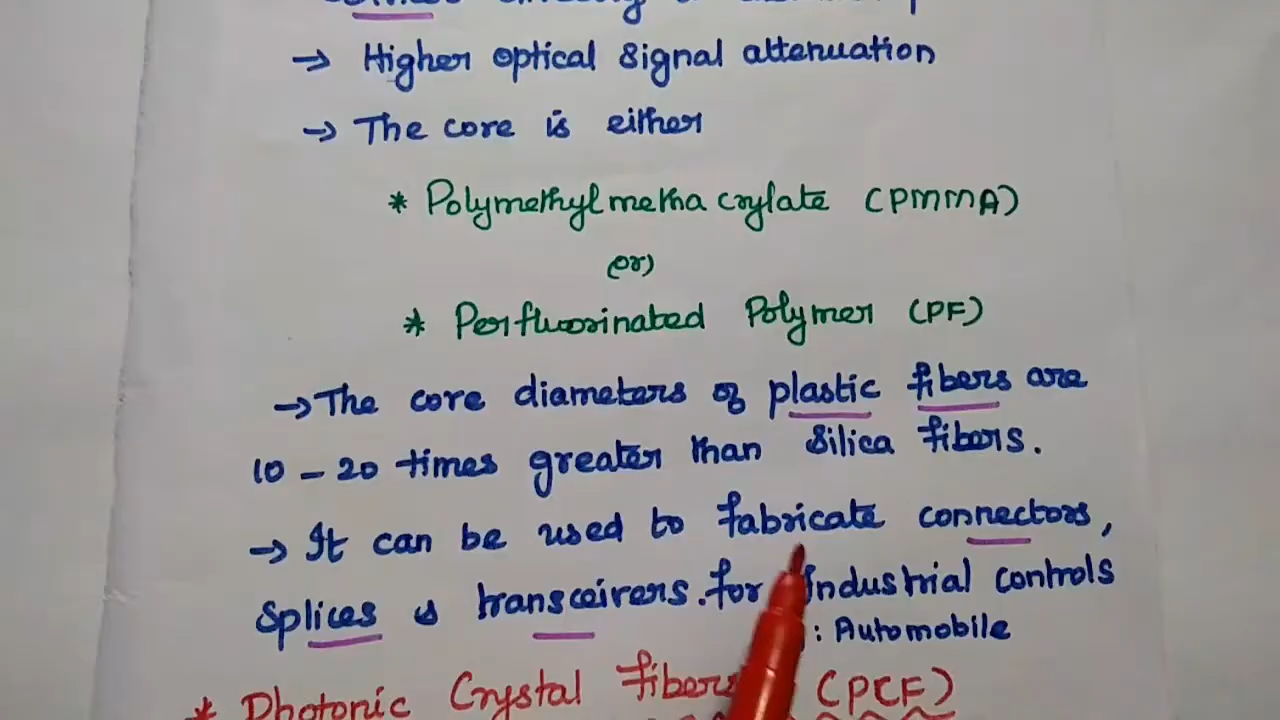 → Higher optical signal attenuation
→ The core is either
* Polymethylmetha crylate (PMMA)
(or)
* Perfluorinated Polymer (PF)
→ The core diameters of plastic fibers are
10 - 20 times greater than Silica fibers.
→ It can be used to fabricate connectors,
Splices & transceivers. for Industrial controls
: Automobile
* Photonic Crystal Fibers (PCF)